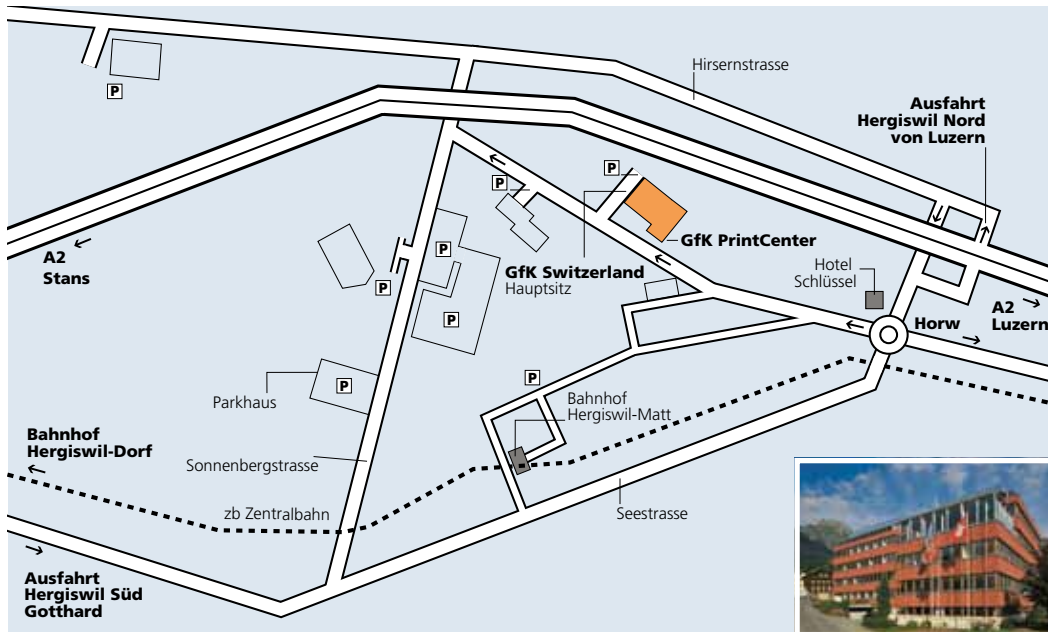 P
Hirsernstrasse
Ausfahrt
Hergiswil Nord
von Luzern
P
P
A2
Stans
P
P
P
GfK PrintCenter
GfK Switzerland
Hauptsitz
Hotel
Schlüssel
A2
Luzern
Horw
Parkhaus
P
P
Bahnhof
Hergiswil-Matt
Bahnhof
Hergiswil-Dorf
Sonnenbergstrasse
zb Zentralbahn
Seestrasse
Ausfahrt
Hergiswil Süd
Gotthard